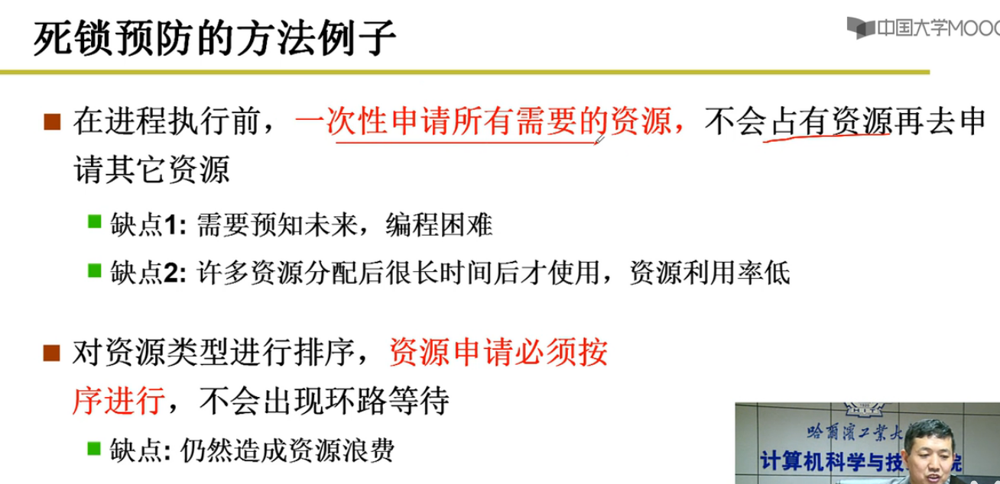 死锁预防的方法例子
中国大学MOOC
在进程执行前，一次性申请所有需要的资源，不会占有资源再去申
请其它资源
缺点1: 需要预知未来，编程困难
缺点2: 许多资源分配后很长时间后才使用，资源利用率低
对资源类型进行排序，资源申请必须按
序进行，不会出现环路等待
缺点: 仍然造成资源浪费
哈尔滨工业大
计算机科学与技
院